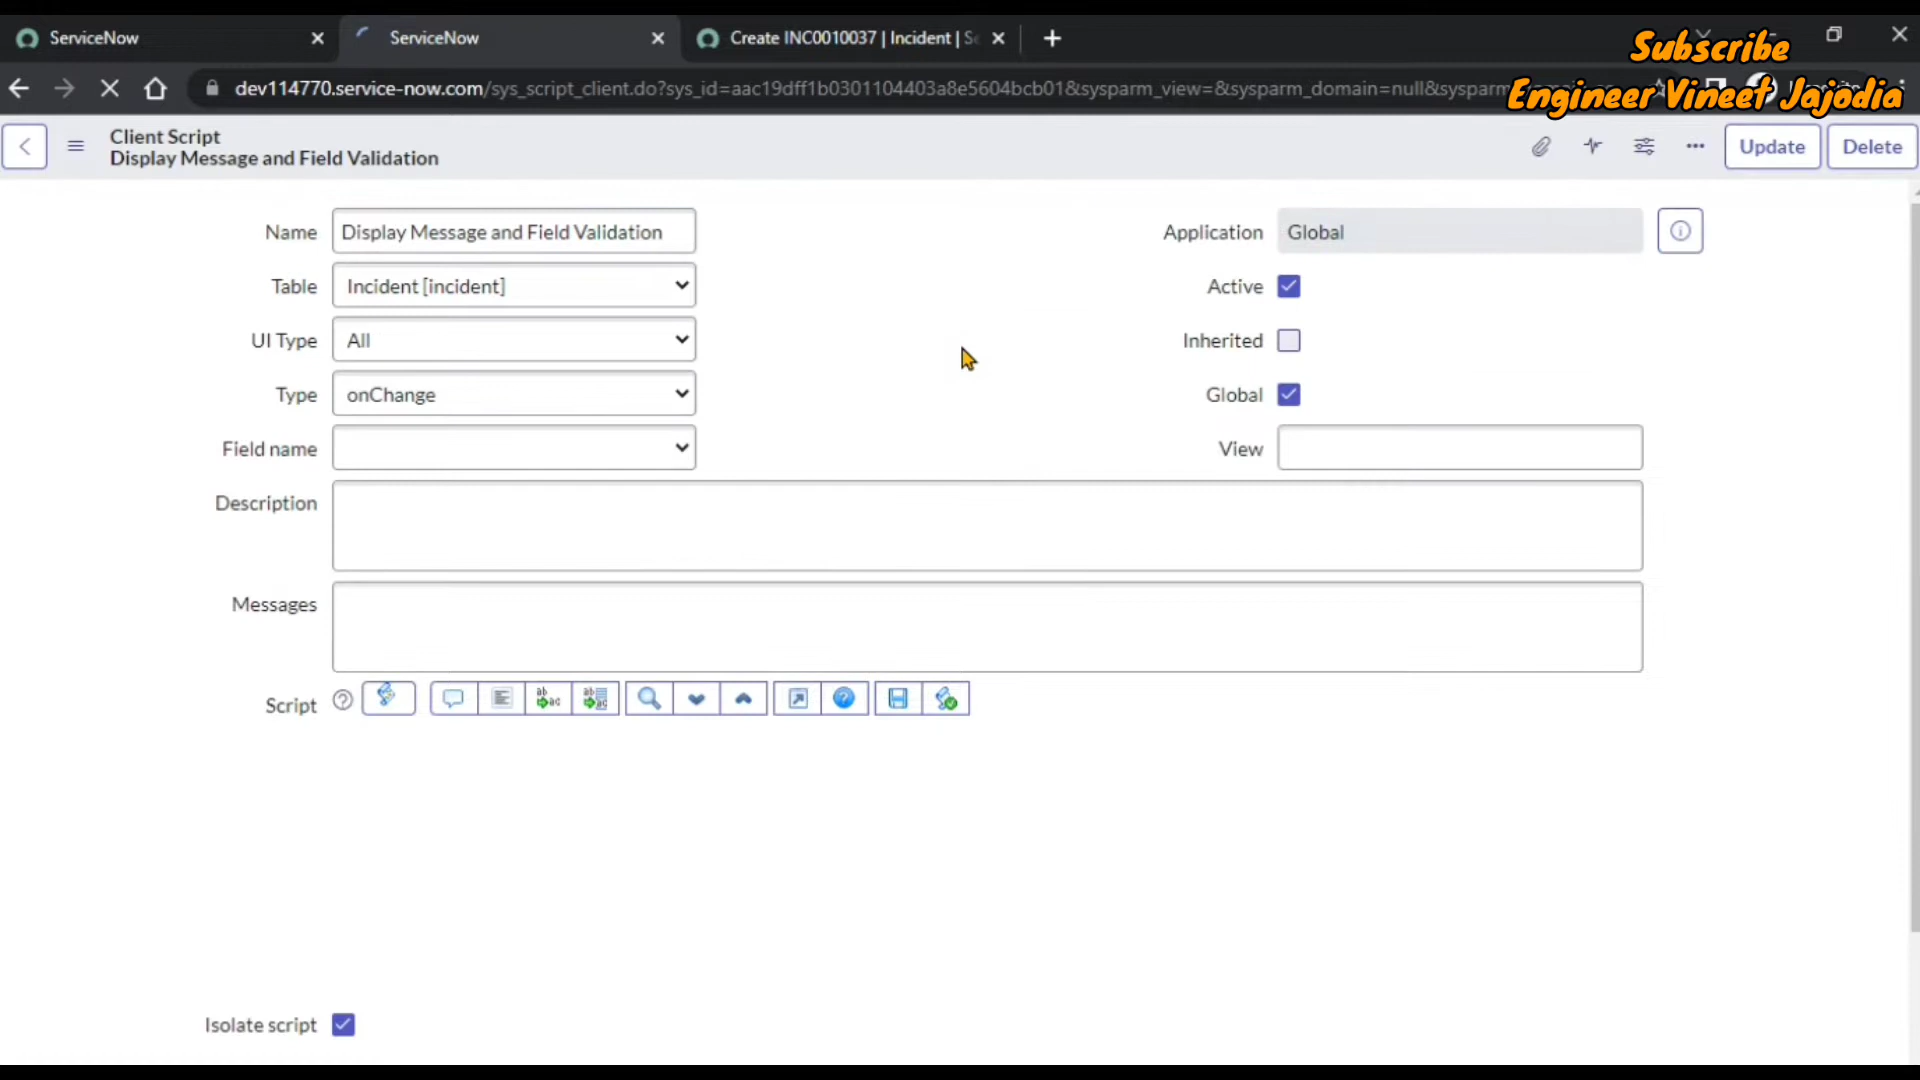 ServiceNow
ServiceNow
Create INC0010037 | Incident |
Subscribe
Engineer Vineet Jajodia
dev114770.service-now.com/sys_script_client.do?sys_id=aac19dff1b0301104403a8e5604bcb01&sysparm_view=&sysparm_domain=null&sysparm
Client Script
Display Message and Field Validation
Update
Delete
Name
Display Message and Field Validation
Application
Global
Table
Incident [incident]
Active
UI Type
All
Inherited
Type
onChange
Global
Field name
View
Description
Messages
Script
Isolate script